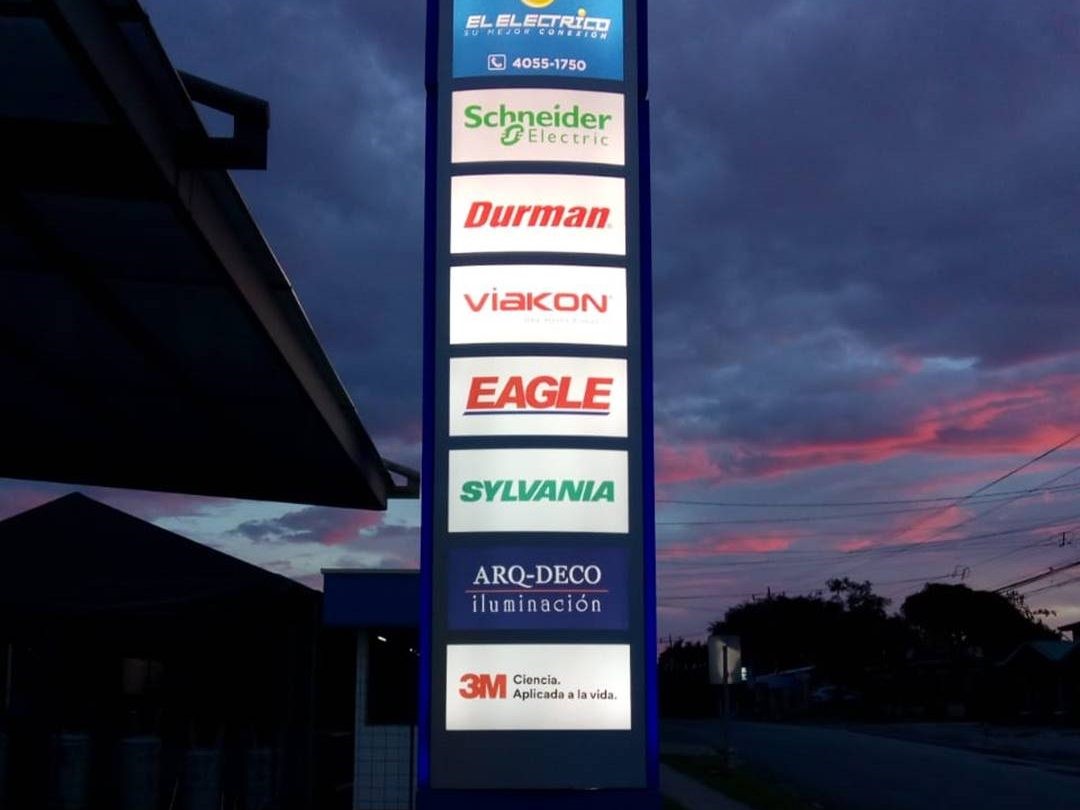 EL ELECTRICO
SU MEJOR CONEXIÓN
4055-1750
Schneider
Electric
Durman
viakon
EAGLE
SYLVANIA
ARQ-DECO
iluminación
3M Ciencia.
Aplicada a la vida.